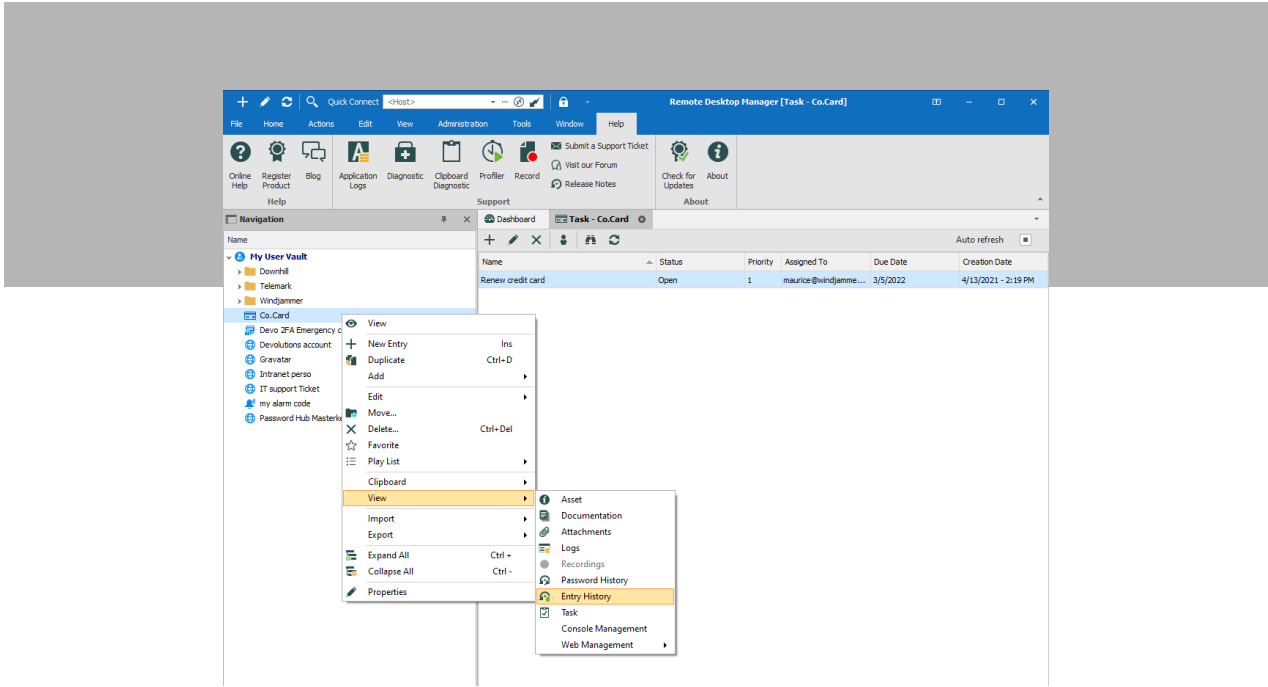 Quick Connect <Host> Remote Desktop Manager [Task - Co.Card]
File Home Actions Edit View Administration Tools Window Help
Online Help
Register Product
Blog
Application Logs
Diagnostic
Clipboard Diagnostic
Profiler
Record
Submit a Support Ticket
Visit our Forum
Release Notes
Check for Updates
About
Help Support About
Navigation
Dashboard Task - Co.Card
Name
Auto refresh
My User Vault
Downhill
Telemark
Windjammer
Co.Card
Devo 2FA Emergency c
Devolutions account
Gravatar
Intranet perso
IT support Ticket
my alarm code
Password Hub Masterke
Name Status Priority Assigned To Due Date Creation Date
Renew credit card Open 1 maurice@windjamme... 3/5/2022 4/13/2021 - 2:19 PM
View
New Entry Ins
Duplicate Ctrl+D
Add
Edit
Move...
Delete... Ctrl+Del
Favorite
Play List
Clipboard
View
Import
Export
Expand All Ctrl +
Collapse All Ctrl -
Properties
Asset
Documentation
Attachments
Logs
Recordings
Password History
Entry History
Task
Console Management
Web Management